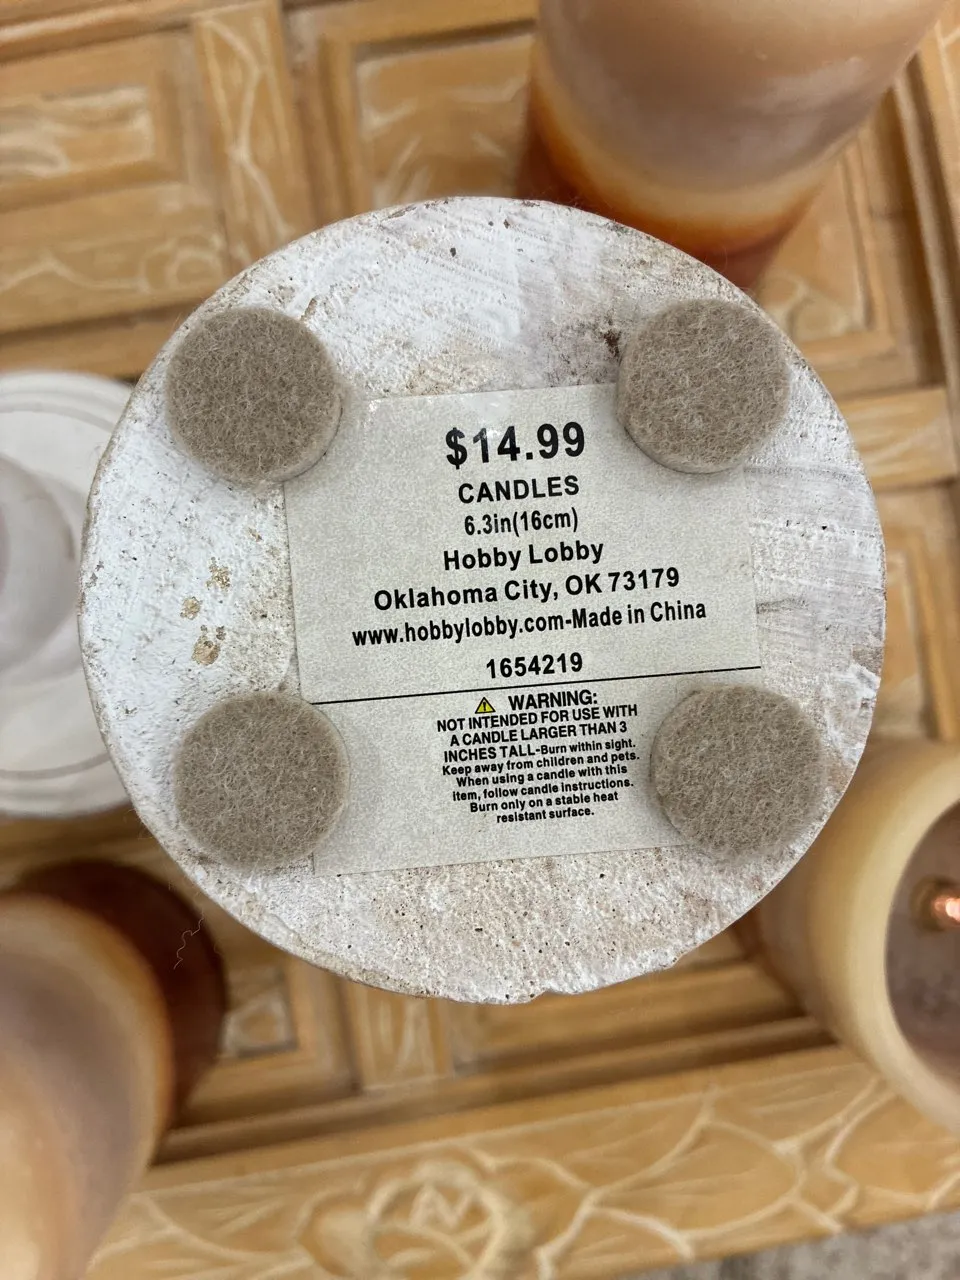 $14.99
CANDLES
6.3in(16cm)
Hobby Lobby
Oklahoma City, OK 73179
www.hobbylobby.com-Made in China
1654219
⚠ WARNING:
NOT INTENDED FOR USE WITH
A CANDLE LARGER THAN 3
INCHES TALL-Burn within sight.
Keep away from children and pets.
When using a candle with this
item, follow candle instructions.
Burn only on a stable heat
resistant surface.